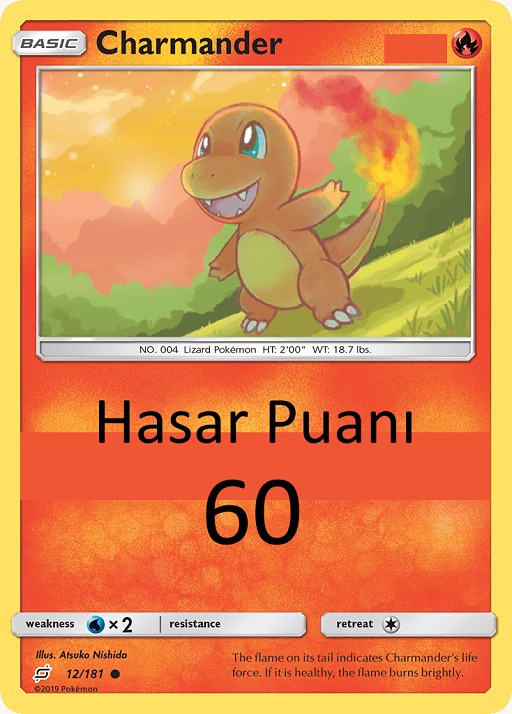 BASIC Charmander
NO. 004 Lizard Pokémon HT: 2'00" WT: 18.7 lbs.
Hasar Puanı
60
weakness ×2 resistance retreat
Illus. Atsuko Nishida
12/181
©2019 Pokémon
The flame on its tail indicates Charmander's life
force. If it is healthy, the flame burns brightly.